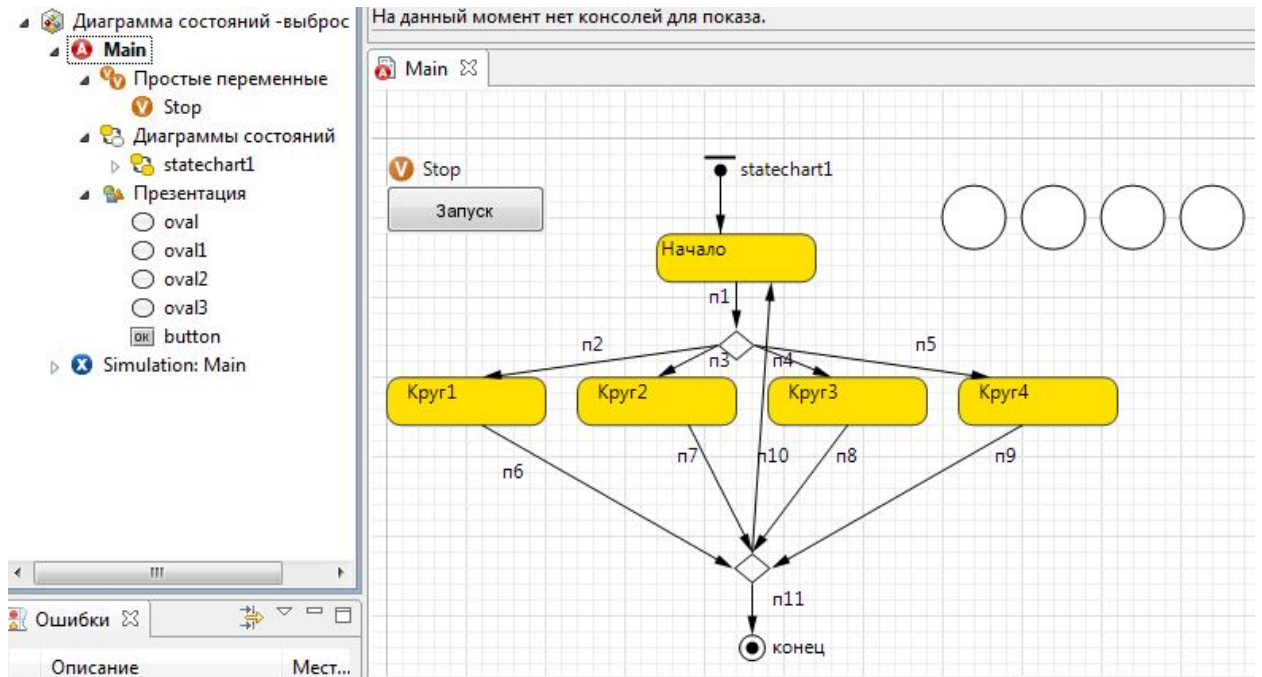 Диаграмма состояний -выброс
Main
Простые переменные
Stop
Диаграммы состояний
statechart1
Презентация
oval
oval1
oval2
oval3
OK button
Simulation: Main
Ошибки
Описание Мест...
На данный момент нет консолей для показа.
Main
Stop
statechart1
Запуск
Начало
п1
п2 п3 п4 п5
Круг1 Круг2 Круг3 Круг4
п6 п7 п10 п8 п9
п11
конец